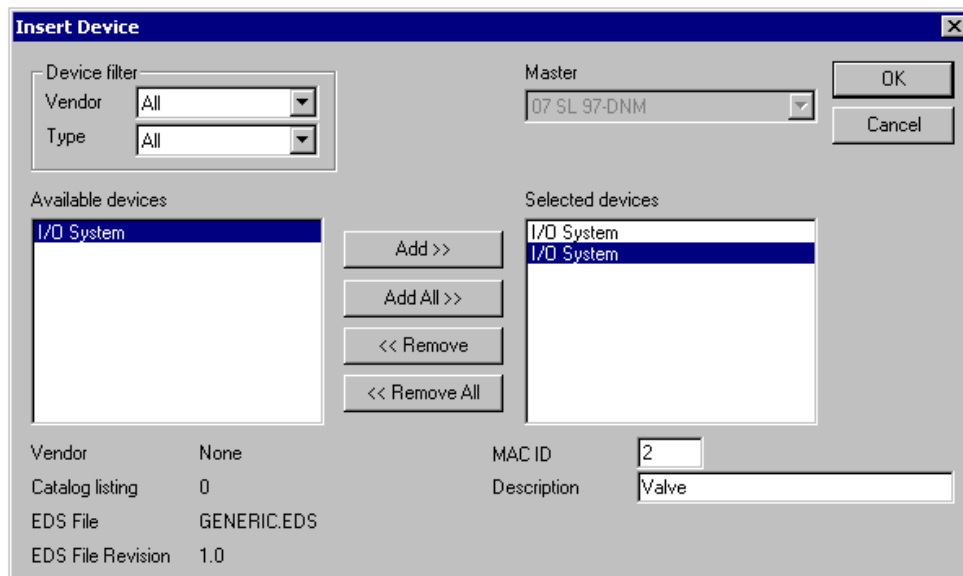 Insert Device
Device filter
Vendor All
Type All
Master
07 SL 97-DNM
OK
Cancel
Available devices
I/O System
Add >>
Add All >>
<< Remove
<< Remove All
Selected devices
I/O System
I/O System
Vendor None
Catalog listing 0
EDS File GENERIC.EDS
EDS File Revision 1.0
MAC ID 2
Description Valve